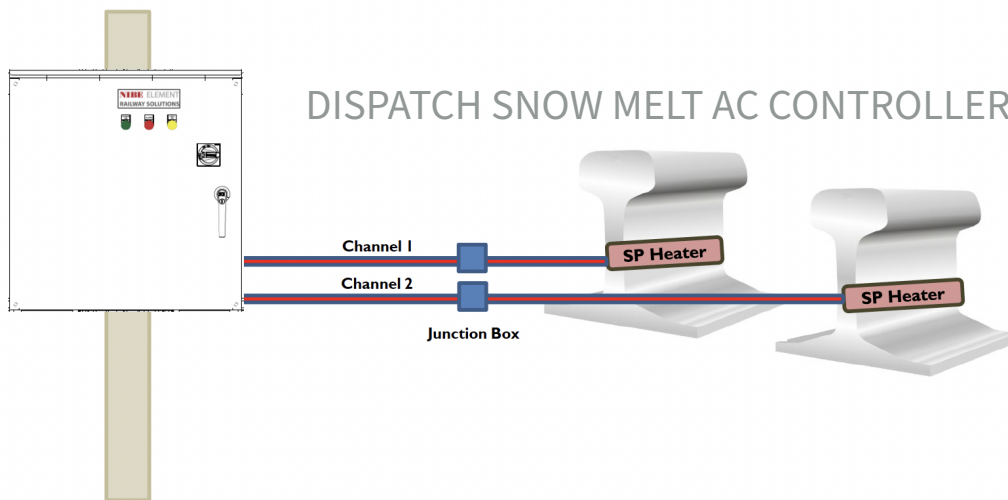 NIBE ELEMENT
RAILWAY SOLUTIONS
DISPATCH SNOW MELT AC CONTROLLER
Channel 1
SP Heater
Channel 2
SP Heater
Junction Box